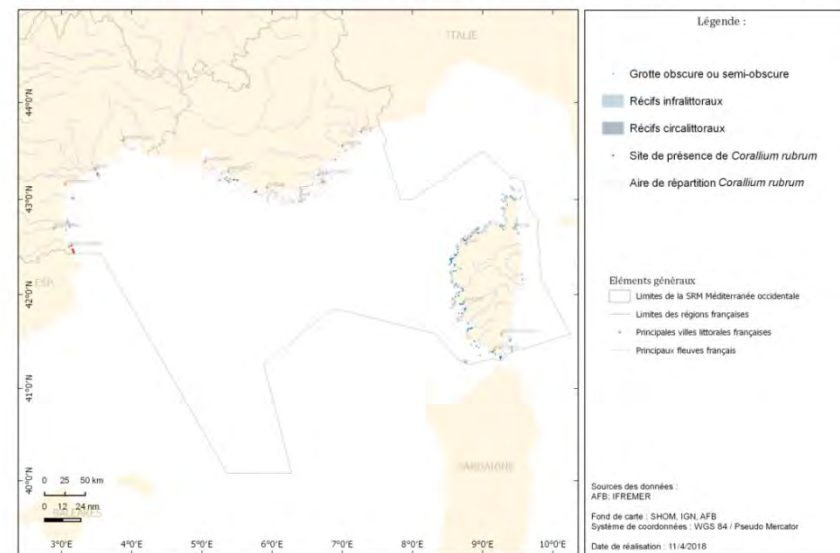 ITALIE
44°0'N
43°0'N
42°0'N
41°0'N
40°0'N
ESP
SARDAIGNE
0 25 50 km
0 12 24 nm
BALEARES
3°0'E 4°0'E 5°0'E 6°0'E 7°0'E 8°0'E 9°0'E 10°0'E
Légende :
Grotte obscure ou semi-obscure
Récifs infralittoraux
Récifs circalittoraux
Site de présence de Corallium rubrum
Aire de répartition Corallium rubrum
Eléments généraux
Limites de la SRM Méditerranée occidentale
Limites des régions françaises
Principales villes littorales françaises
Principaux fleuves français
Sources des données :
AFB; IFREMER
Fond de carte : SHOM, IGN, AFB
Système de coordonnées : WGS 84 / Pseudo Mercator
Date de réalisation : 11/4/2018